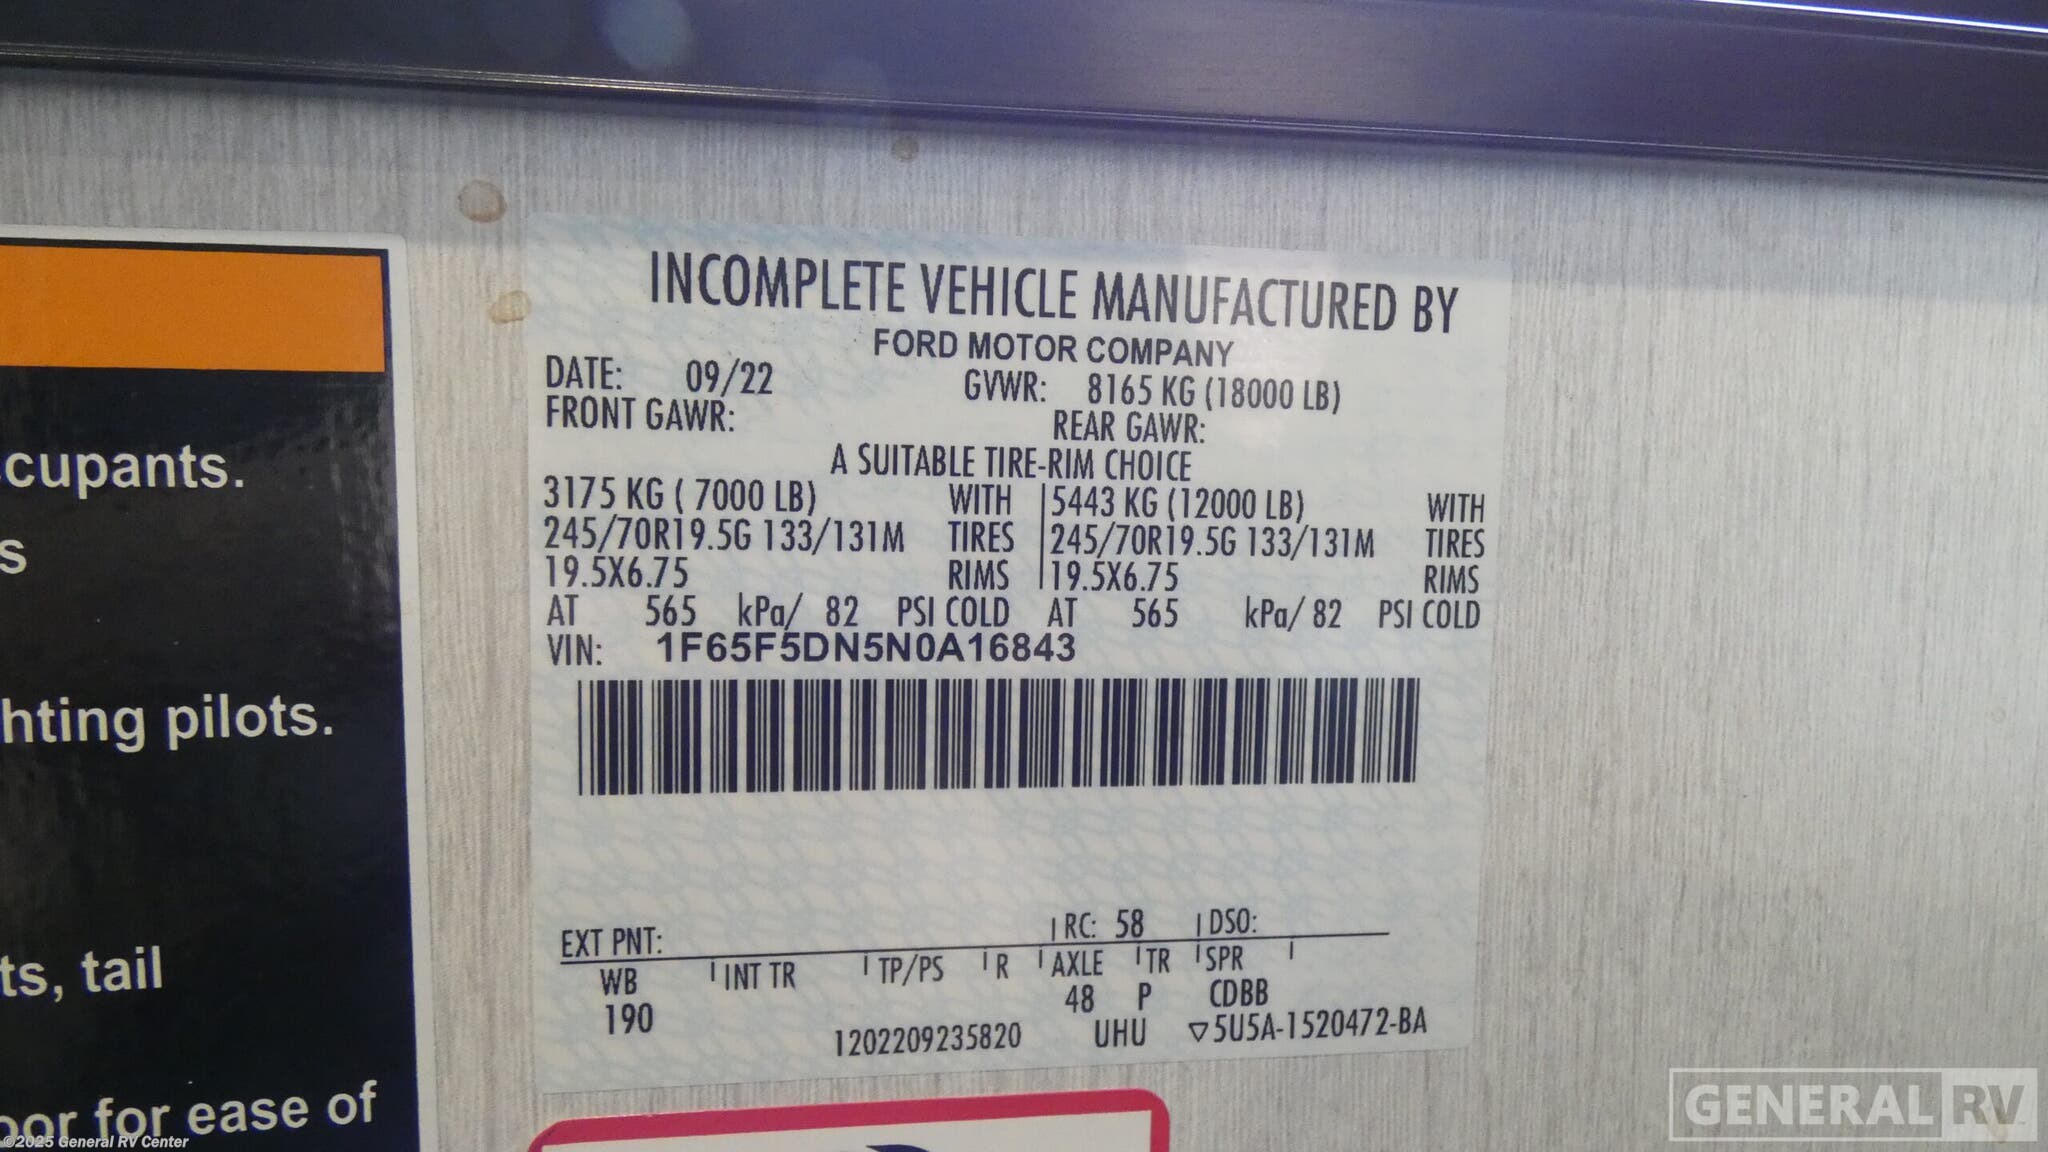 cupants.
s
hting pilots.
ts, tail
oor for ease of
INCOMPLETE VEHICLE MANUFACTURED BY
FORD MOTOR COMPANY
DATE: 09/22 GVWR: 8165 KG (18000 LB)
FRONT GAWR: REAR GAWR:
A SUITABLE TIRE-RIM CHOICE
3175 KG ( 7000 LB) WITH 5443 KG (12000 LB) WITH
245/70R19.5G 133/131M TIRES 245/70R19.5G 133/131M TIRES
19.5X6.75 RIMS 19.5X6.75 RIMS
AT 565 kPa/ 82 PSI COLD AT 565 kPa/ 82 PSI COLD
VIN: 1F65F5DN5N0A16843
EXT PNT: RC: 58 DSO:
WB INT TR TP/PS R AXLE TR SPR
190 48 P CDBB
1202209235820 UHU ▽5U5A-1520472-BA
GENERAL RV
©2025 General RV Center